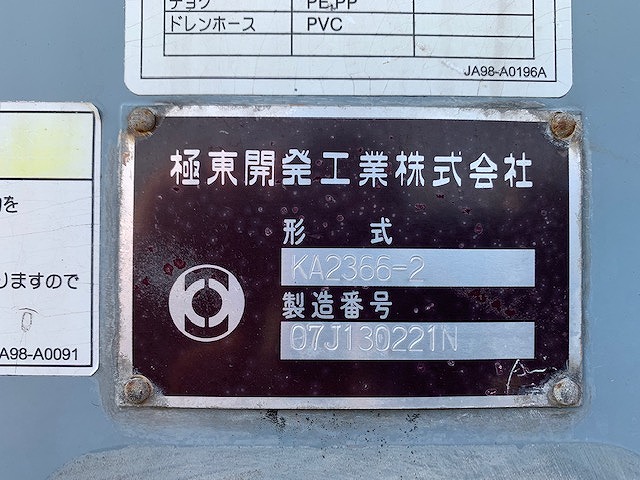 チョク PE,PP
ドレンホース PVC
JA98-A0196A
を
りますので
A98-A0091
極東開発工業株式会社
形 式
KA2366-2
製造番号
07J130221N